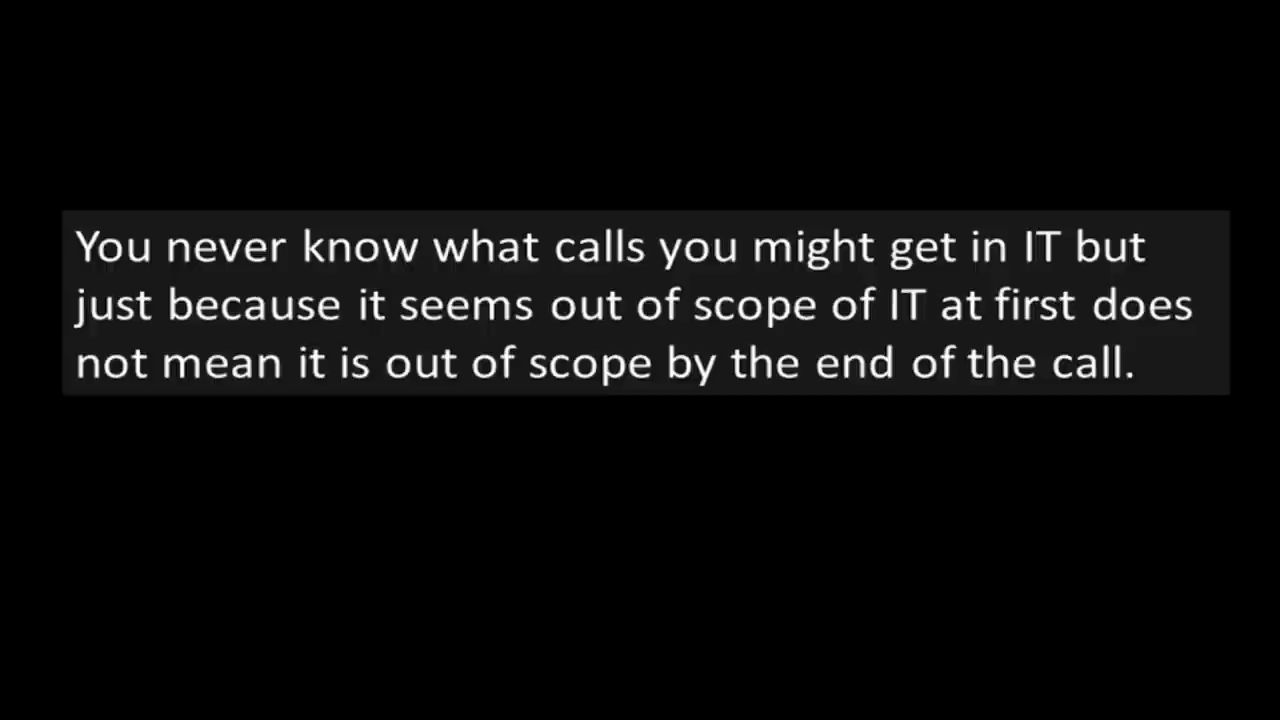 You never know what calls you might get in IT but
just because it seems out of scope of IT at first does
not mean it is out of scope by the end of the call.